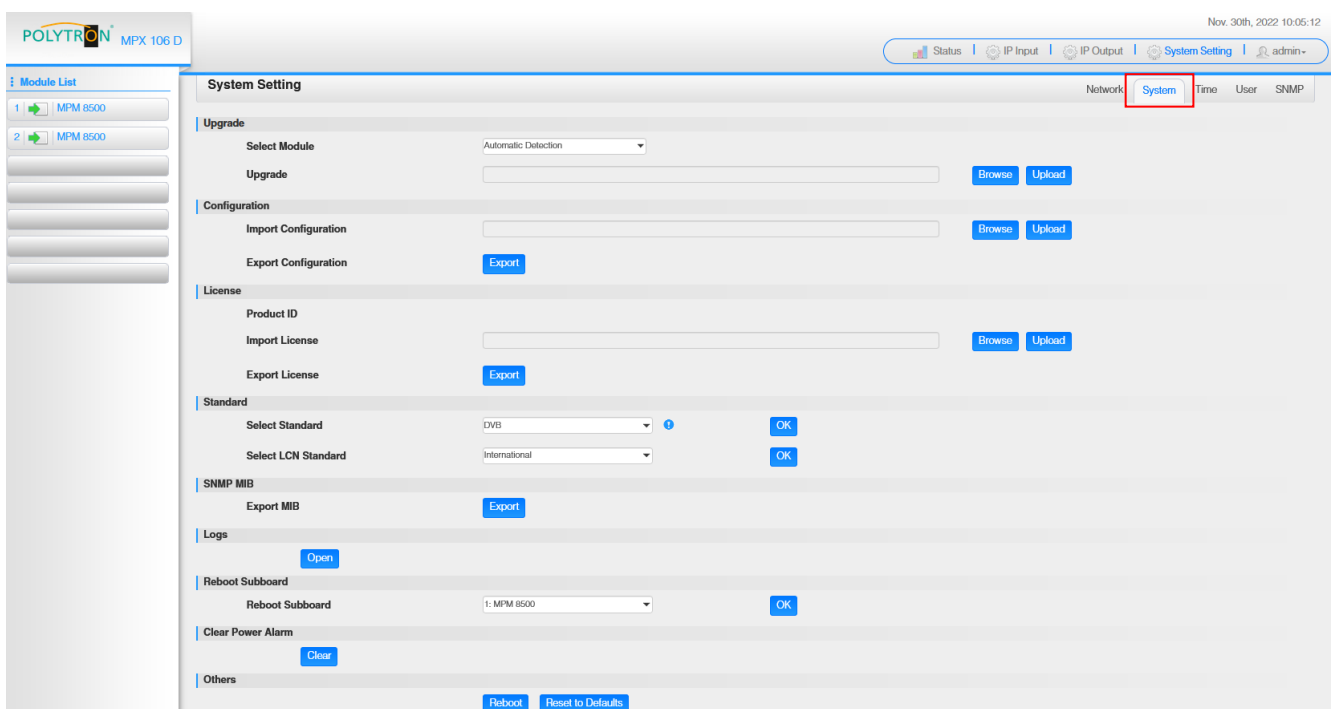 Nov. 30th, 2022 10:05:12
POLYTRON MPX 106 D
Status IP Input IP Output System Setting admin
Module List
1 MPM 8500
2 MPM 8500
System Setting
Network System Time User SNMP
Upgrade
Select Module Automatic Detection
Upgrade Browse Upload
Configuration
Import Configuration Browse Upload
Export Configuration Export
License
Product ID
Import License Browse Upload
Export License Export
Standard
Select Standard DVB OK
Select LCN Standard International OK
SNMP MIB
Export MIB Export
Logs
Open
Reboot Subboard
Reboot Subboard 1: MPM 8500 OK
Clear Power Alarm
Clear
Others
Reboot Reset to Defaults